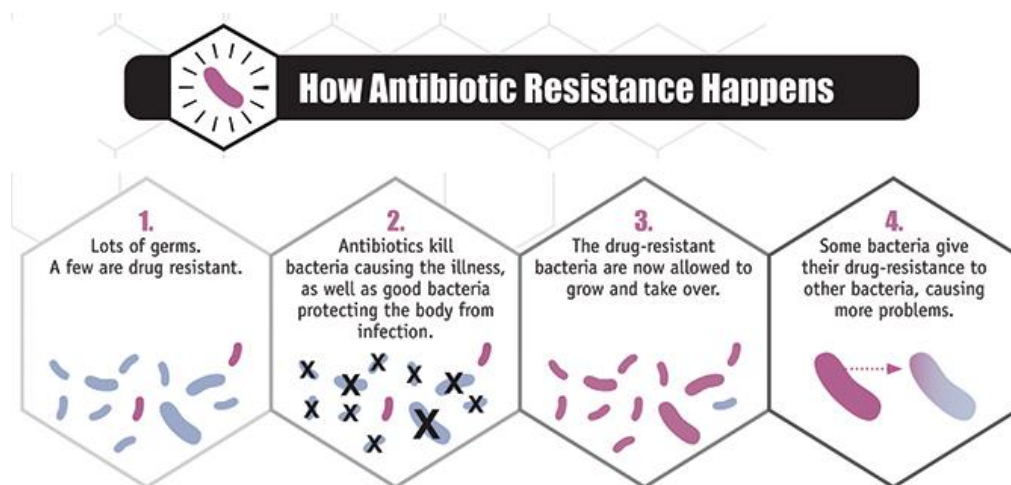 How Antibiotic Resistance Happens
1.
Lots of germs.
A few are drug resistant.
2.
Antibiotics kill
bacteria causing the illness,
as well as good bacteria
protecting the body from
infection.
X X X X X X X X X X
3.
The drug-resistant
bacteria are now allowed to
grow and take over.
4.
Some bacteria give
their drug-resistance to
other bacteria, causing
more problems.